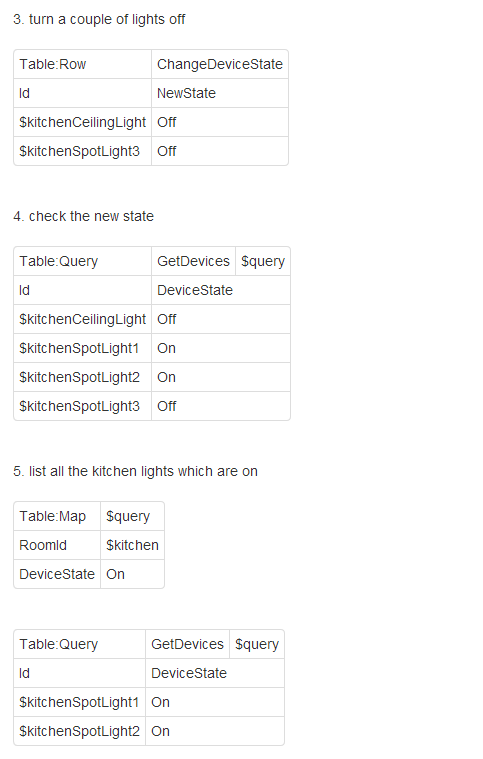 3. turn a couple of lights off
Table:Row ChangeDeviceState
Id NewState
$kitchenCeilingLight Off
$kitchenSpotLight3 Off
4. check the new state
Table:Query GetDevices $query
Id DeviceState
$kitchenCeilingLight Off
$kitchenSpotLight1 On
$kitchenSpotLight2 On
$kitchenSpotLight3 Off
5. list all the kitchen lights which are on
Table:Map $query
RoomId $kitchen
DeviceState On
Table:Query GetDevices $query
Id DeviceState
$kitchenSpotLight1 On
$kitchenSpotLight2 On